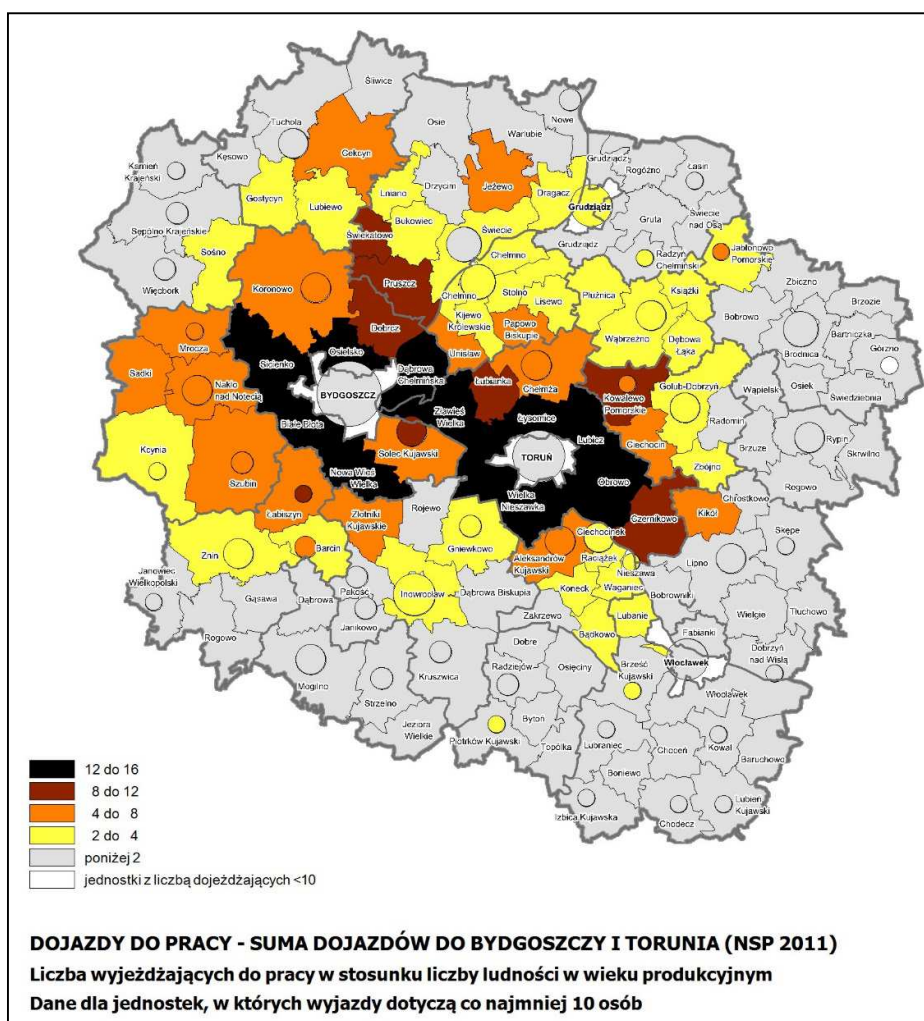 Śliwice
Tuchola
Osie
Warlubie
Nowe
Cekcyn
Kęsowo
Kamień
Krajeński
Grudziądz
Rogóźno
Łasin
Drzycim
Jeżewo
Dragacz
Grudziądz
Gostycyn
Lubiewo
Lniano
Bukowiec
Gruta
Świecie
nad Osą
Sępólno Krajeńskie
Świekatowo
Świecie
Chełmno
Grudziądz
Radzyń
Chełmiński
Jabłonowo
Pomorskie
Sośno
Więcbork
Koronowo
Pruszcz
Chełmno
Stolno
Lisewo
Płużnica
Książki
Zbiczno
Bobrowo
Brzozie
Bartniczka
Górzno
Dobrcz
Kijewo
Królewskie
Papowo
Biskupie
Wąbrzeźno
Dębowa
Łąka
Brodnica
Mrocza
Sadki
Sicienko
Osielsko
Unisław
Chełmża
Dąbrowa
Chełmińska
Łubianka
Kowalewo
Pomorskie
Golub-Dobrzyń
Wąpielsk
Osiek
Świedziebnia
Nakło
nad Notecią
BYDGOSZCZ
Zławieś
Wielka
Łysomice
Radomin
Białe Błota
Solec Kujawski
TORUŃ
Lubicz
Ciechocin
Zbójno
Brzuze
Rypin
Skrwilno
Kcynia
Szubin
Nowa Wieś
Wielka
Wielka
Nieszawka
Obrowo
Rogowo
Łabiszyn
Złotniki
Kujawskie
Rojewo
Czernikowo
Kikół
Chrostkowo
Skępe
Żnin
Barcin
Gniewkowo
Aleksandrów
Kujawski
Ciechocinek
Raciążek
Nieszawa
Lipno
Janowiec
Wielkopolski
Gąsawa
Dąbrowa
Pakość
Inowrocław
Dąbrowa Biskupia
Koneck
Waganiec
Bobrowniki
Wielgie
Tłuchowo
Rogowo
Janikowo
Zakrzewo
Bądkowo
Lubanie
Fabianki
Dobrzyń
nad Wisłą
Mogilno
Strzelno
Kruszwica
Dobre
Radziejów
Osięciny
Brześć
Kujawski
Włocławek
Włocławek
Jeziora
Wielkie
Piotrków Kujawski
Bytoń
Topólka
Lubraniec
Choceń
Kowal
Baruchowo
Boniewo
Izbica Kujawska
Chodecz
Lubień
Kujawski
12 do 16
8 do 12
4 do 8
2 do 4
poniżej 2
jednostki z liczbą dojeżdżających <10
DOJAZDY DO PRACY - SUMA DOJAZDÓW DO BYDGOSZCZY I TORUNIA (NSP 2011)
Liczba wyjeżdżających do pracy w stosunku liczby ludności w wieku produkcyjnym
Dane dla jednostek, w których wyjazdy dotyczą co najmniej 10 osób